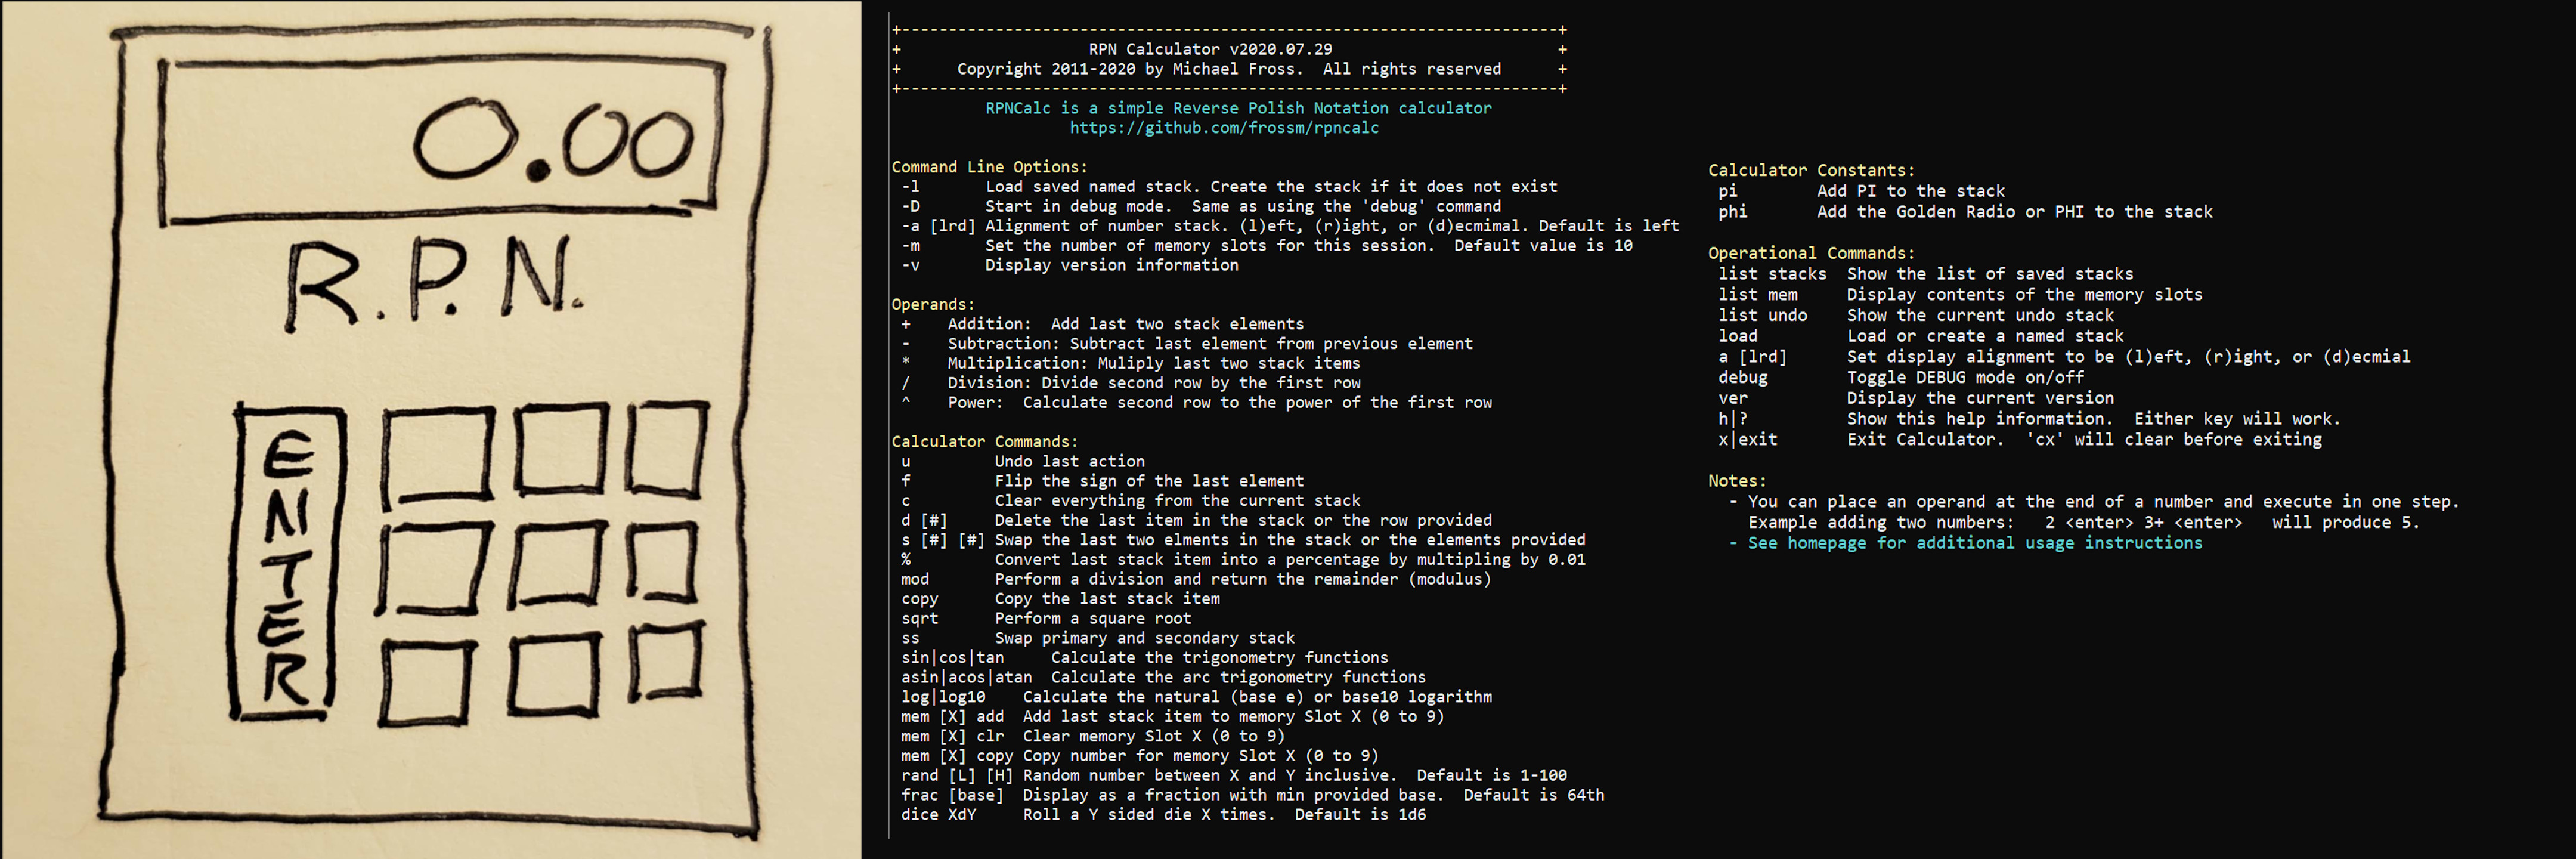 0.00
R.P.N.
ENTER
+----------------------------------------------------------------------+
+ RPN Calculator v2020.07.29 +
+ Copyright 2011-2020 by Michael Fross.  All rights reserved +
+----------------------------------------------------------------------+
RPNCalc is a simple Reverse Polish Notation calculator
https://github.com/frossm/rpncalc
Command Line Options:
-l Load saved named stack. Create the stack if it does not exist
-D Start in debug mode.  Same as using the 'debug' command
-a [lrd] Alignment of number stack. (l)eft, (r)ight, or (d)ecmimal. Default is left
-m Set the number of memory slots for this session.  Default value is 10
-v Display version information
Operands:
+ Addition:  Add last two stack elements
- Subtraction: Subtract last element from previous element
* Multiplication: Muliply last two stack items
/ Division: Divide second row by the first row
^ Power:  Calculate second row to the power of the first row
Calculator Commands:
u Undo last action
f Flip the sign of the last element
c Clear everything from the current stack
d [#] Delete the last item in the stack or the row provided
s [#] [#] Swap the last two elments in the stack or the elements provided
% Convert last stack item into a percentage by multipling by 0.01
mod Perform a division and return the remainder (modulus)
copy Copy the last stack item
sqrt Perform a square root
ss Swap primary and secondary stack
sin|cos|tan Calculate the trigonometry functions
asin|acos|atan Calculate the arc trigonometry functions
log|log10 Calculate the natural (base e) or base10 logarithm
mem [X] add Add last stack item to memory Slot X (0 to 9)
mem [X] clr Clear memory Slot X (0 to 9)
mem [X] copy Copy number for memory Slot X (0 to 9)
rand [L] [H] Random number between X and Y inclusive.  Default is 1-100
frac [base] Display as a fraction with min provided base.  Default is 64th
dice XdY Roll a Y sided die X times.  Default is 1d6
Calculator Constants:
pi Add PI to the stack
phi Add the Golden Radio or PHI to the stack
Operational Commands:
list stacks Show the list of saved stacks
list mem Display contents of the memory slots
list undo Show the current undo stack
load Load or create a named stack
a [lrd] Set display alignment to be (l)eft, (r)ight, or (d)ecmial
debug Toggle DEBUG mode on/off
ver Display the current version
h|? Show this help information.  Either key will work.
x|exit Exit Calculator.  'cx' will clear before exiting
Notes:
- You can place an operand at the end of a number and execute in one step.
Example adding two numbers:   2 <enter> 3+ <enter>   will produce 5.
- See homepage for additional usage instructions